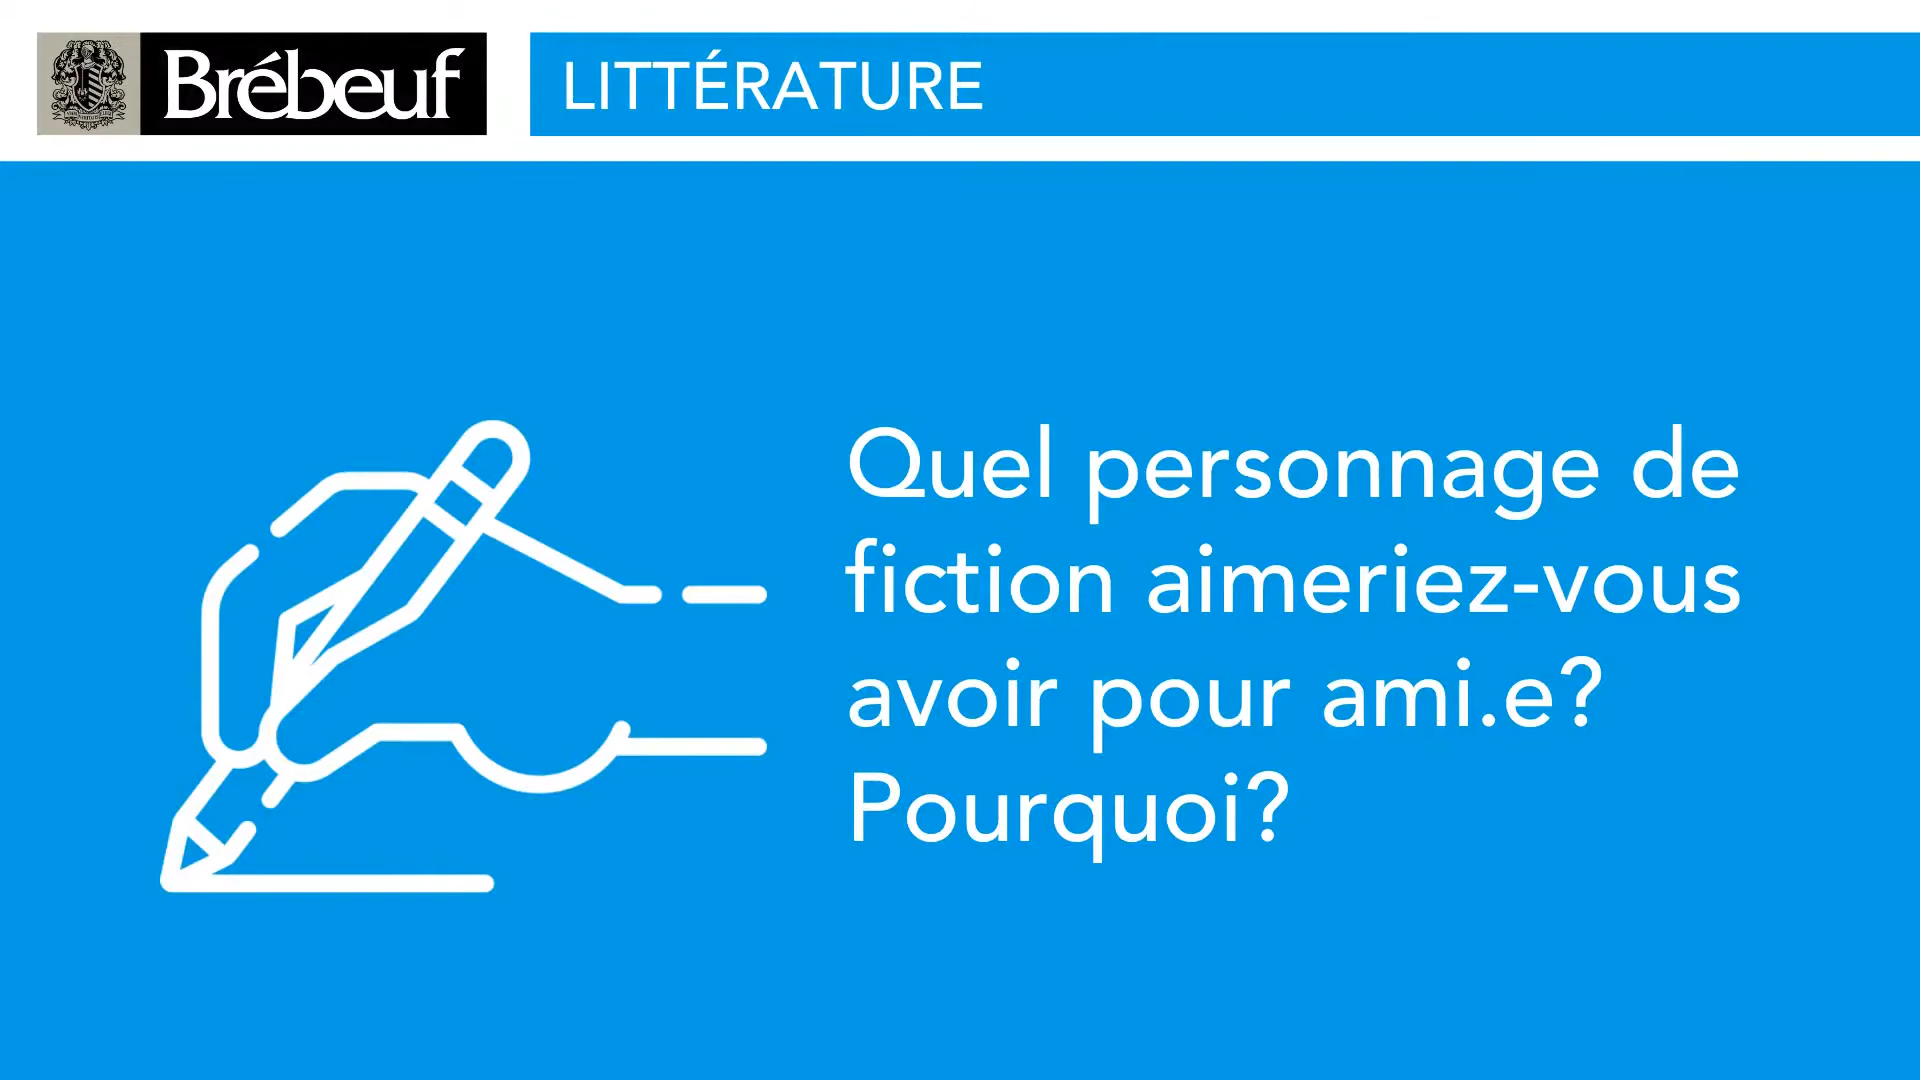 Brébeuf
LITTÉRATURE
Quel personnage de
fiction aimeriez-vous
avoir pour ami.e?
Pourquoi?